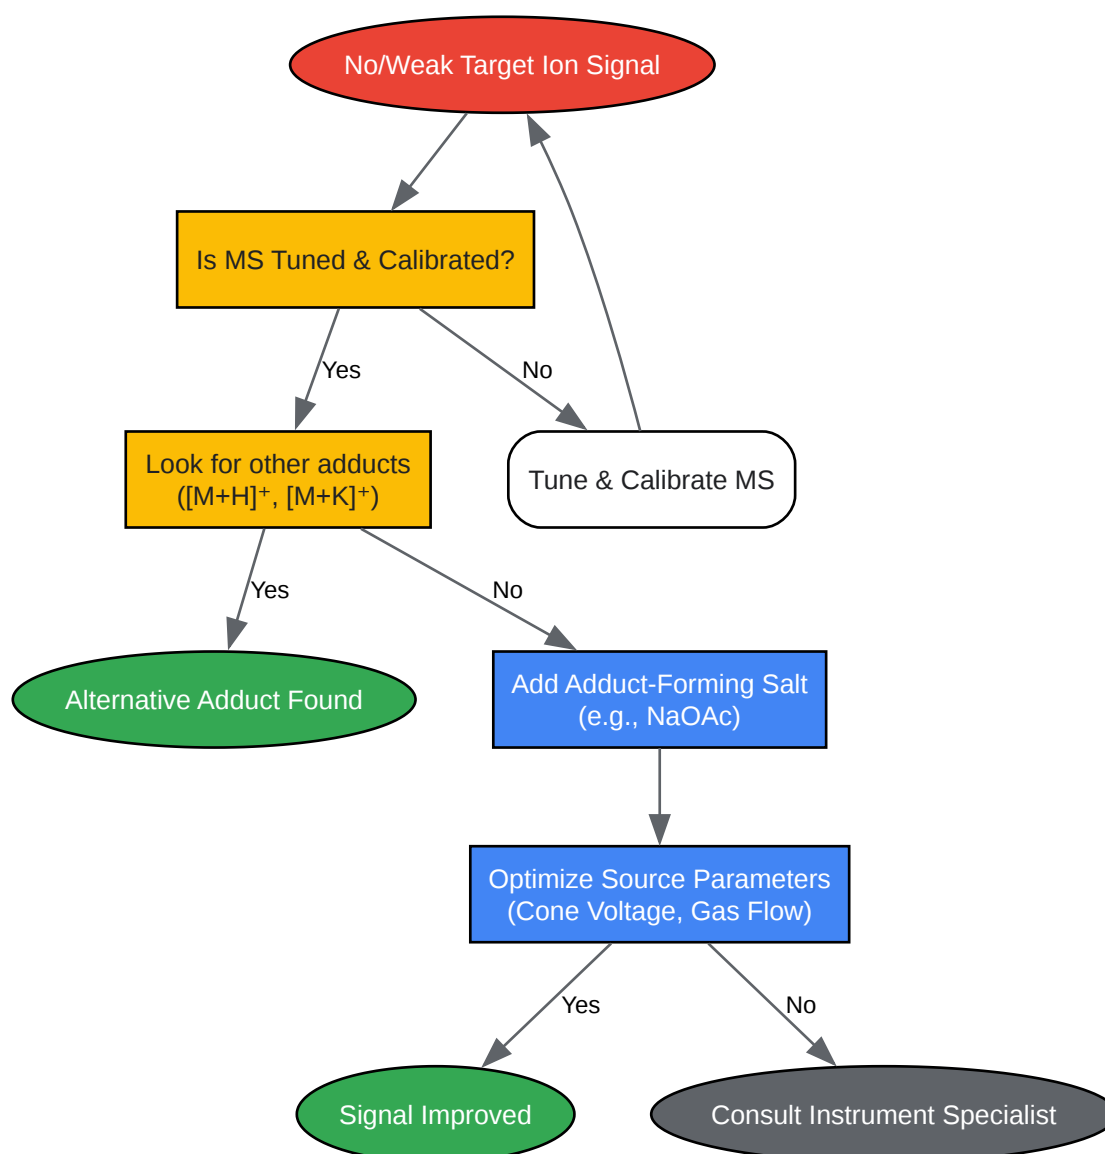 No/Weak Target Ion Signal
Is MS Tuned & Calibrated?
Yes
No
Look for other adducts
([M+H]⁺, [M+K]⁺)
Tune & Calibrate MS
Yes
No
Alternative Adduct Found
Add Adduct-Forming Salt
(e.g., NaOAc)
Optimize Source Parameters
(Cone Voltage, Gas Flow)
Yes
No
Signal Improved
Consult Instrument Specialist